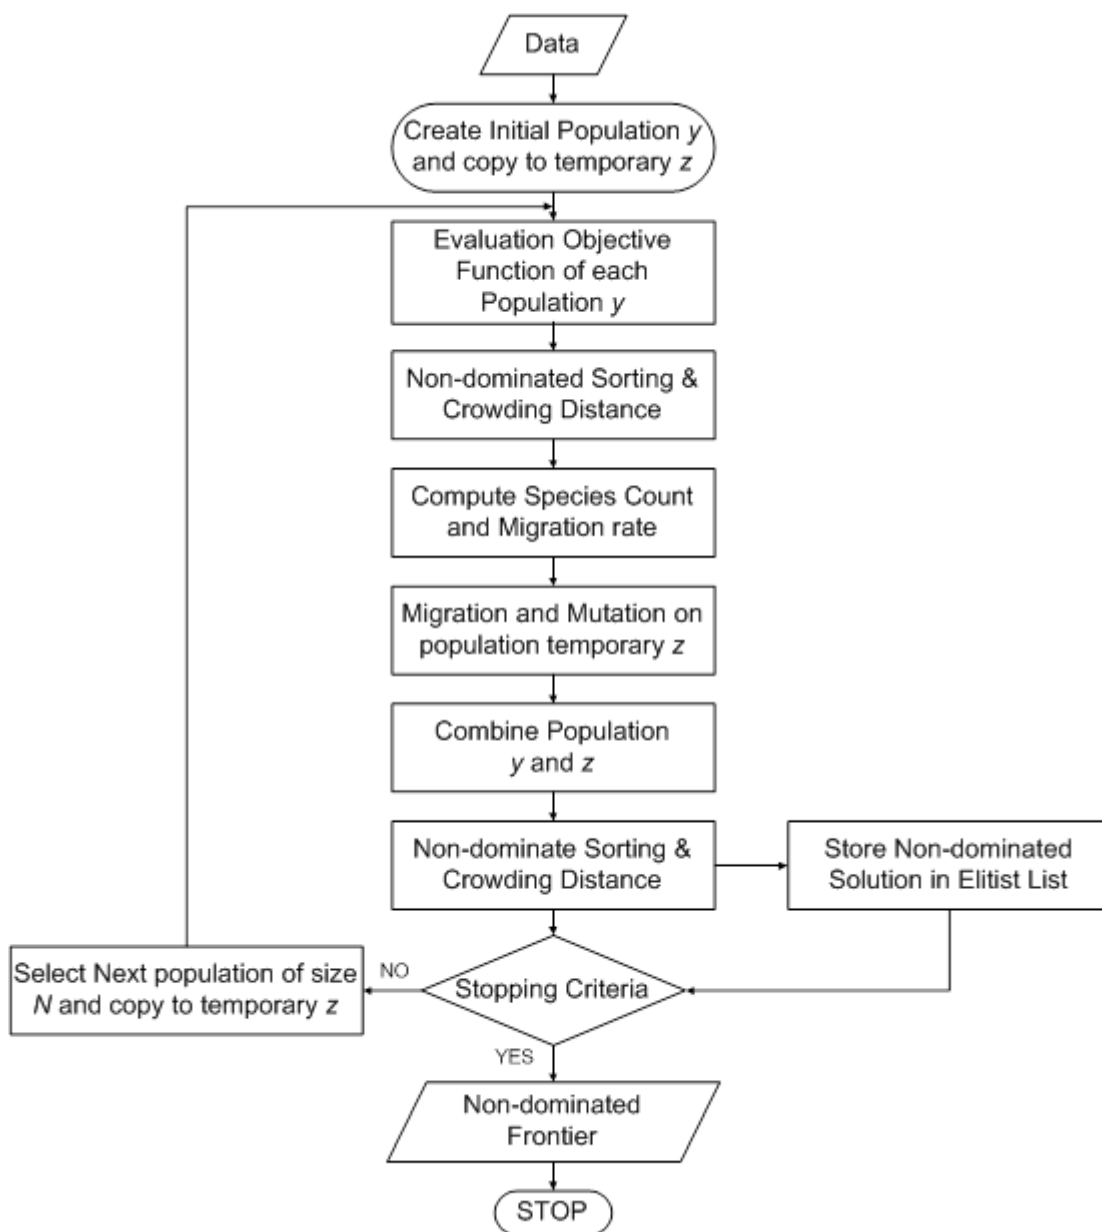 Data
Create Initial Population y
and copy to temporary z
Evaluation Objective
Function of each
Population y
Non-dominated Sorting &
Crowding Distance
Compute Species Count
and Migration rate
Migration and Mutation on
population temporary z
Combine Population
y and z
Non-dominate Sorting &
Crowding Distance
Store Non-dominated
Solution in Elitist List
Stopping Criteria
NO
Select Next population of size
N and copy to temporary z
YES
Non-dominated
Frontier
STOP